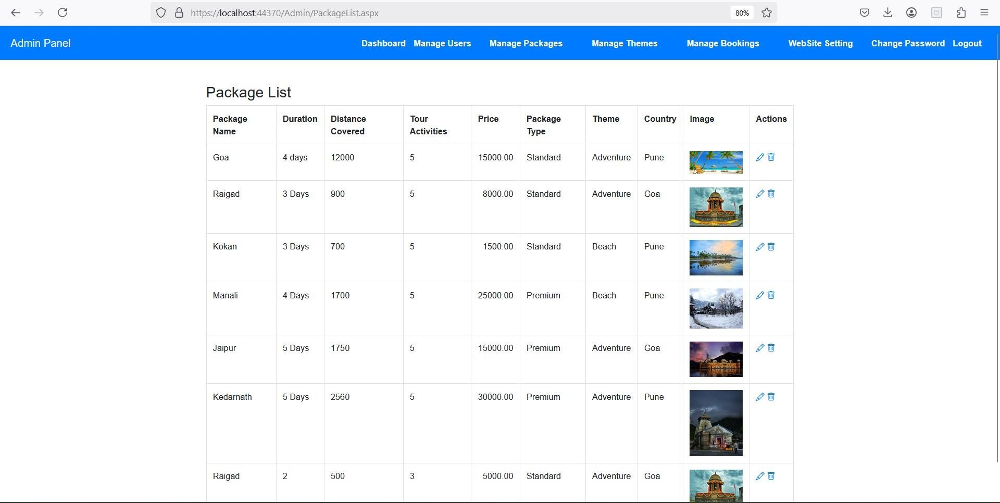 https://localhost:44370/Admin/PackageList.aspx 80%
Admin Panel Dashboard Manage Users Manage Packages Manage Themes Manage Bookings WebSite Setting Change Password Logout
Package List
Package Name Duration Distance Covered Tour Activities Price Package Type Theme Country Image Actions
Goa 4 days 12000 5 15000.00 Standard Adventure Pune
Raigad 3 Days 900 5 8000.00 Standard Adventure Goa
Kokan 3 Days 700 5 1500.00 Standard Beach Pune
Manali 4 Days 1700 5 25000.00 Premium Beach Pune
Jaipur 5 Days 1750 5 15000.00 Premium Adventure Goa
Kedarnath 5 Days 2560 5 30000.00 Premium Adventure Pune
Raigad 2 500 3 5000.00 Standard Adventure Goa